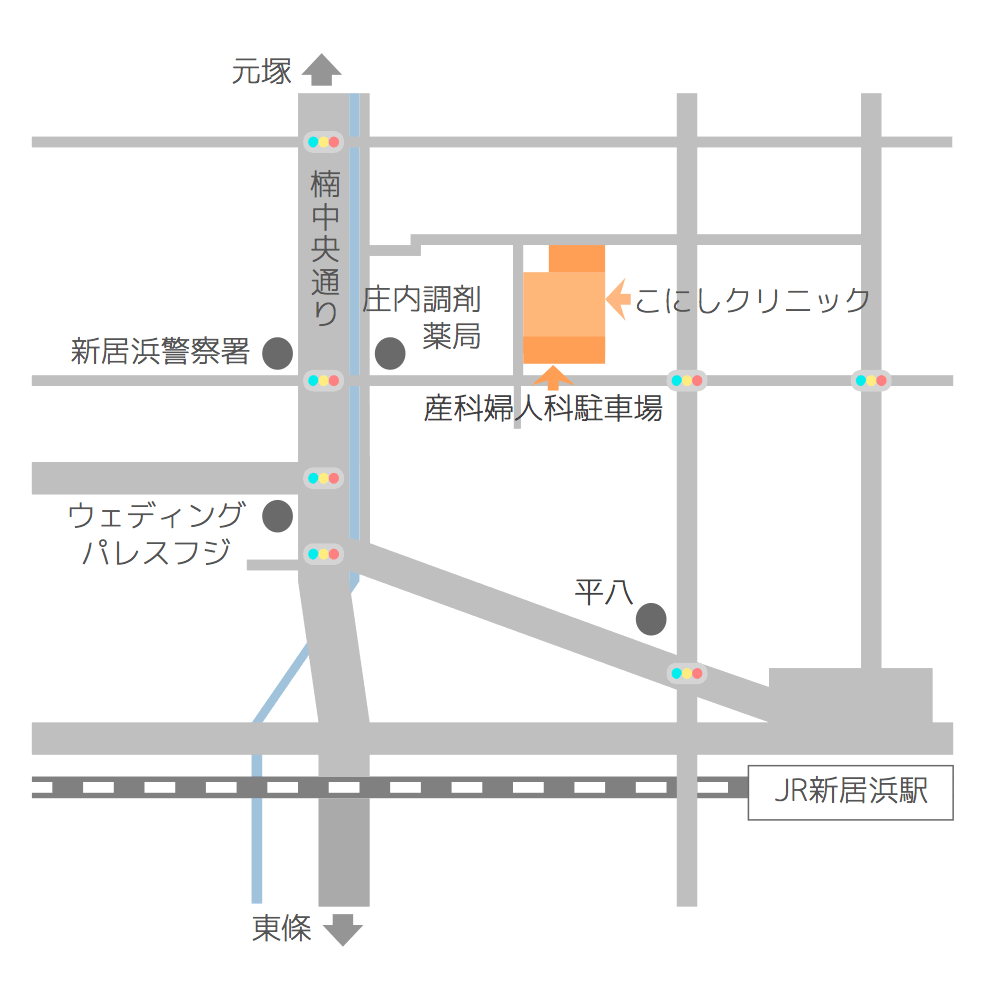 元塚
楠中央通り
庄内調剤
薬局
こにしクリニック
新居浜警察署
産科婦人科駐車場
ウェディング
パレスフジ
平八
JR新居浜駅
東條